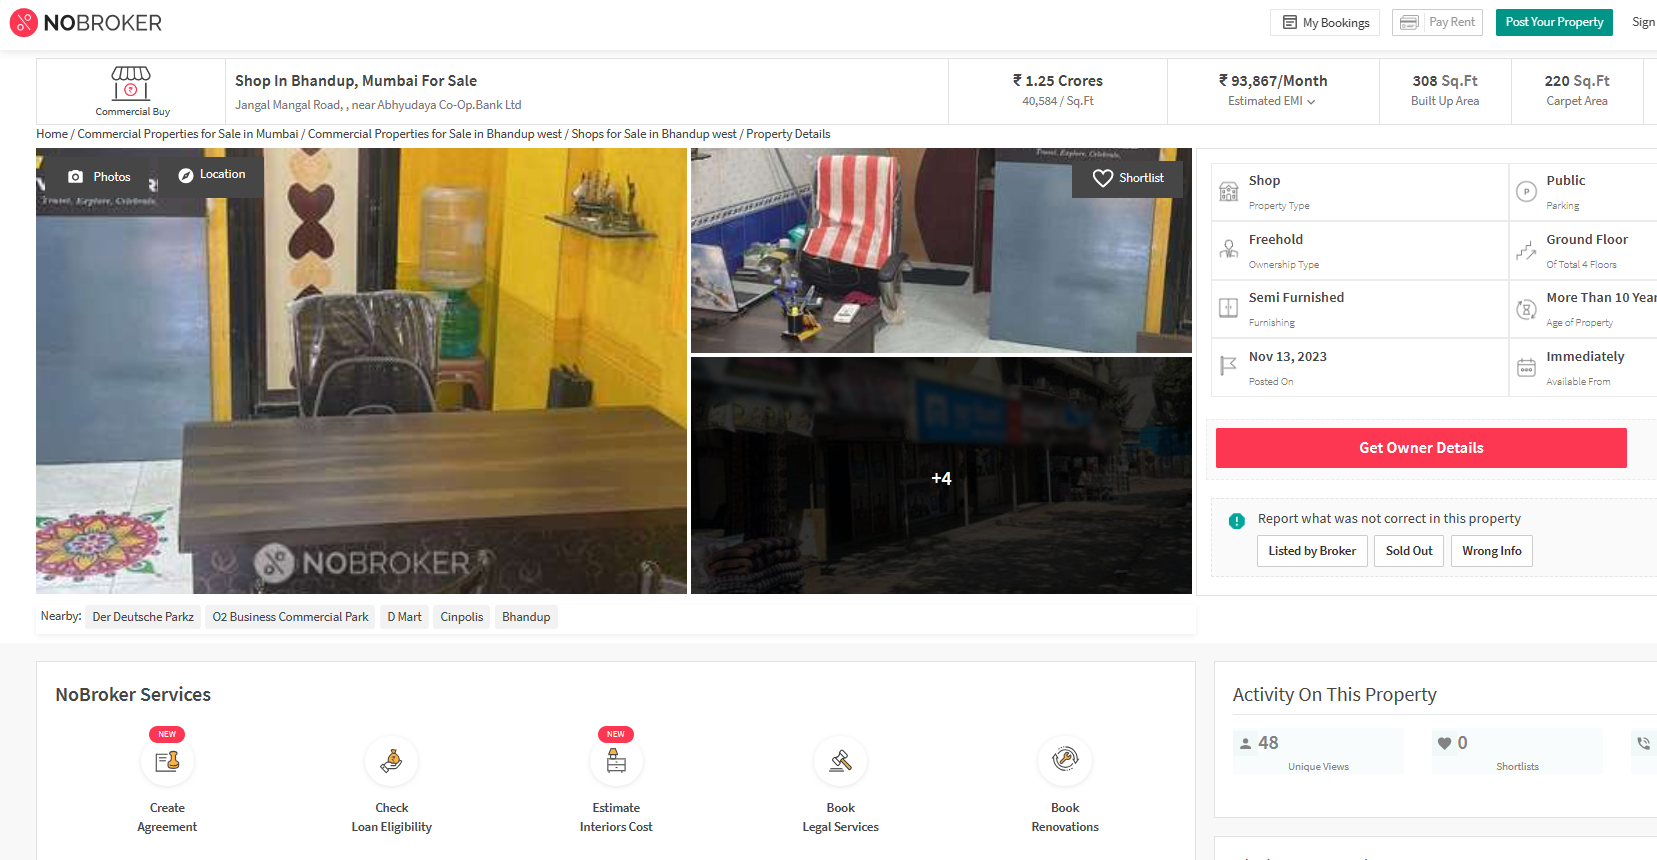 NOBROKER
My Bookings
Pay Rent
Post Your Property
Sign
Commercial Buy
Shop In Bhandup, Mumbai For Sale
Jangal Mangal Road, , near Abhyudaya Co-Op.Bank Ltd
₹ 1.25 Crores
40,584 / Sq.Ft
₹ 93,867/Month
Estimated EMI
308 Sq.Ft
Built Up Area
220 Sq.Ft
Carpet Area
Home / Commercial Properties for Sale in Mumbai / Commercial Properties for Sale in Bhandup west / Shops for Sale in Bhandup west / Property Details
Photos
Location
Travel, Explore, Celebrate.
NOBROKER
Travel, Explore, Celebrate.
Shortlist
+4
Shop
Property Type
Public
Parking
Freehold
Ownership Type
Ground Floor
Of Total 4 Floors
Semi Furnished
Furnishing
More Than 10 Year
Age of Property
Nov 13, 2023
Posted On
Immediately
Available From
Get Owner Details
Report what was not correct in this property
Listed by Broker
Sold Out
Wrong Info
Nearby:
Der Deutsche Parkz
O2 Business Commercial Park
D Mart
Cinpolis
Bhandup
NoBroker Services
NEW
Create
Agreement
Check
Loan Eligibility
NEW
Estimate
Interiors Cost
Book
Legal Services
Book
Renovations
Activity On This Property
48
Unique Views
0
Shortlists